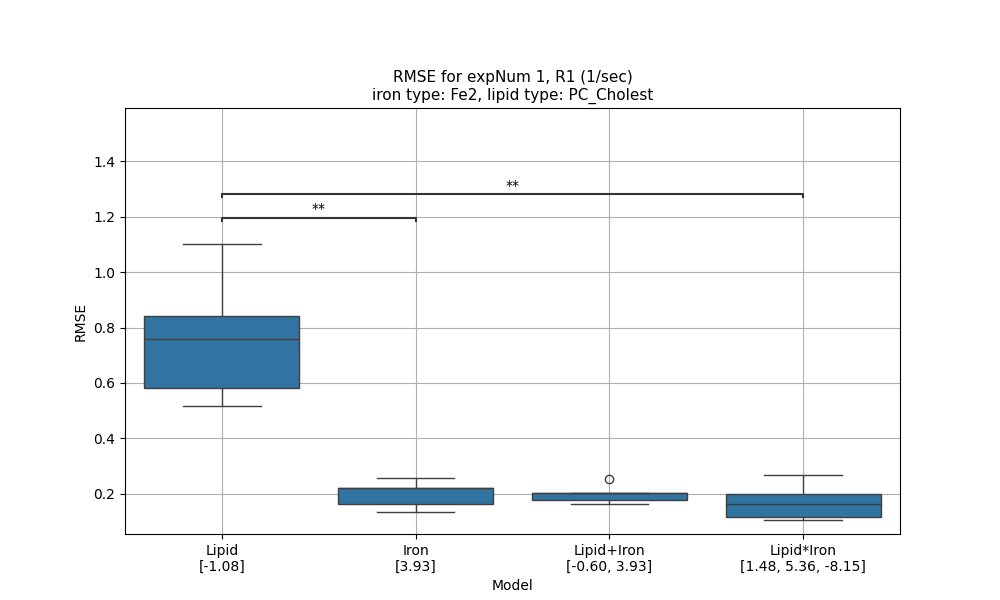 RMSE for expNum 1, R1 (1/sec)
iron type: Fe2, lipid type: PC_Cholest
1.4
**
**
1.2
1.0
0.8
RMSE
0.6
0.4
0.2
Lipid Iron Lipid+Iron Lipid*Iron
[-1.08] [3.93] [-0.60, 3.93] [1.48, 5.36, -8.15]
Model